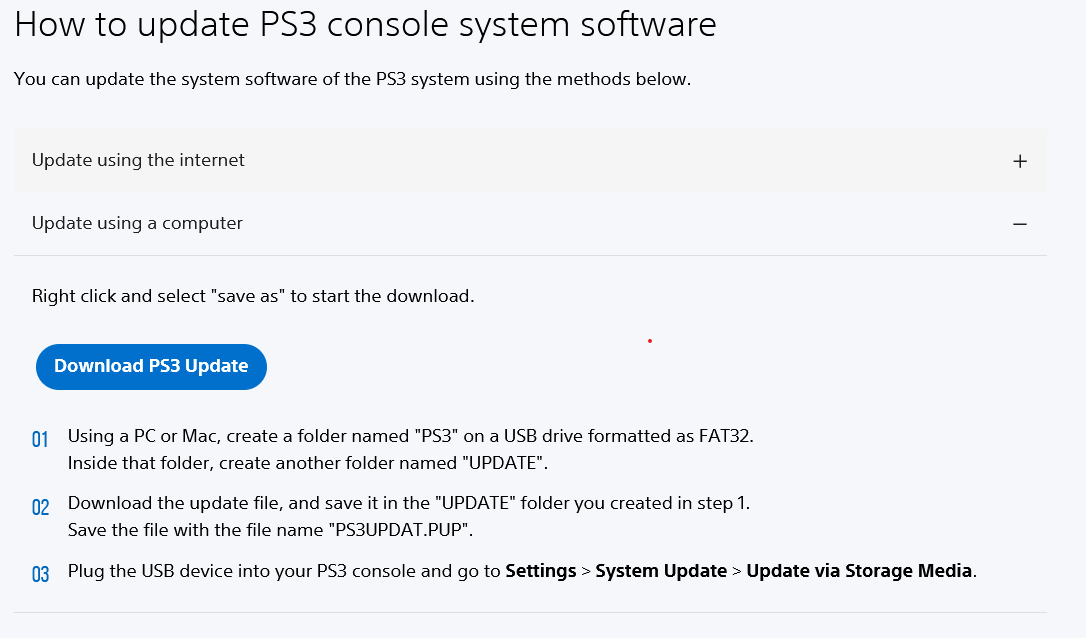 How to update PS3 console system software
You can update the system software of the PS3 system using the methods below.
Update using the internet
Update using a computer
Right click and select "save as" to start the download.
Download PS3 Update
01 Using a PC or Mac, create a folder named "PS3" on a USB drive formatted as FAT32.
Inside that folder, create another folder named "UPDATE".
02 Download the update file, and save it in the "UPDATE" folder you created in step 1.
Save the file with the file name "PS3UPDAT.PUP".
03 Plug the USB device into your PS3 console and go to Settings > System Update > Update via Storage Media.